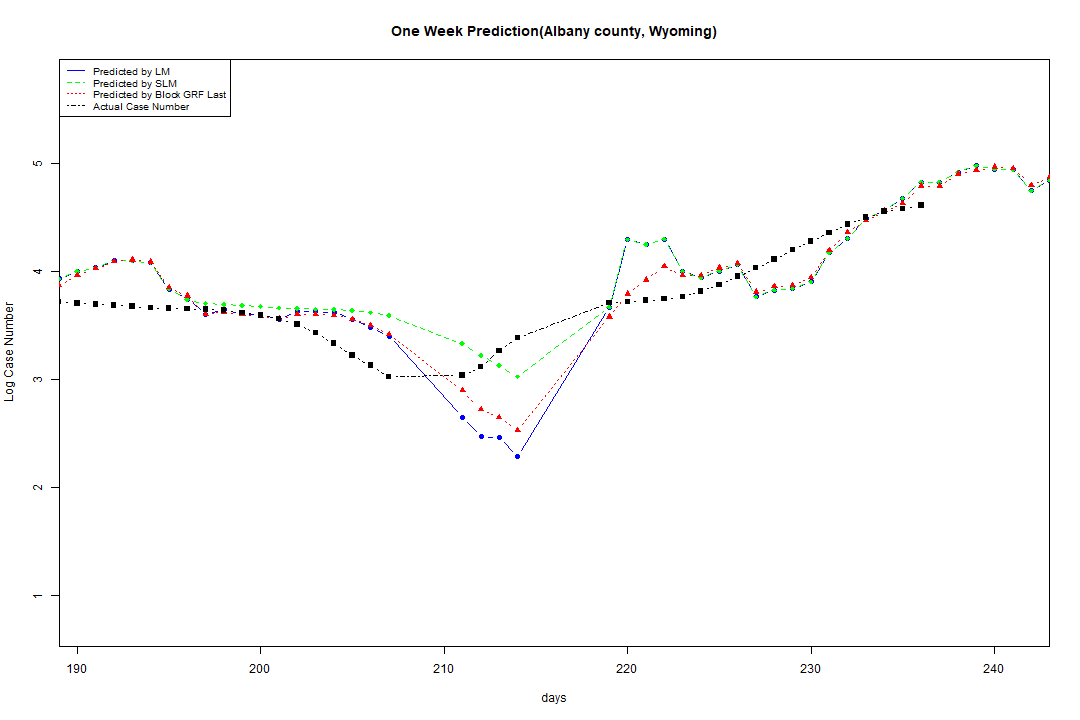 One Week Prediction(Albany county, Wyoming)
Predicted by LM
Predicted by SLM
Predicted by Block GRF Last
Actual Case Number
5
4
3
2
1
Log Case Number
190 200 210 220 230 240
days